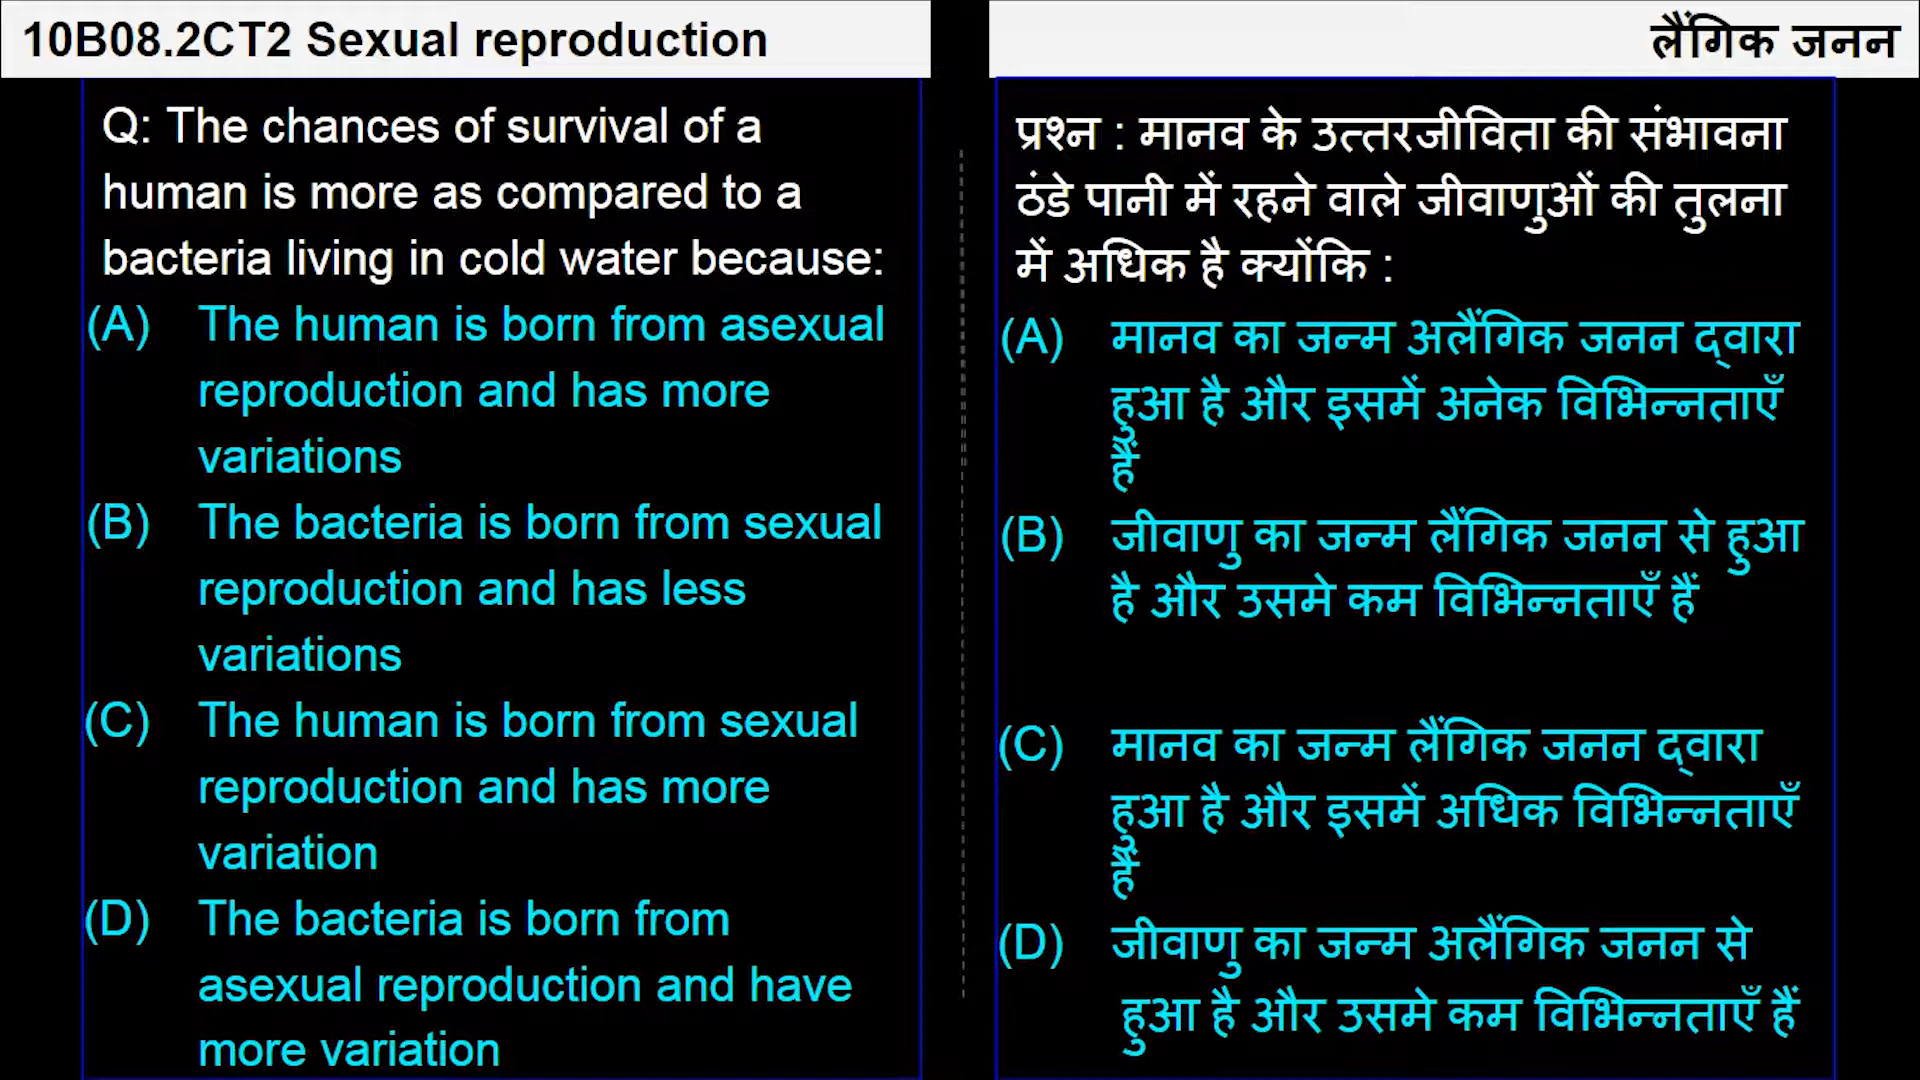 10B08.2CT2 Sexual reproduction
Q: The chances of survival of a
human is more as compared to a
bacteria living in cold water because:
(A) The human is born from asexual
reproduction and has more
variations
(B) The bacteria is born from sexual
reproduction and has less
variations
(C) The human is born from sexual
reproduction and has more
variation
(D) The bacteria is born from
asexual reproduction and have
more variation
लैंगिक जनन
प्रश्न : मानव के उत्तरजीविता की संभावना
ठंडे पानी में रहने वाले जीवाणुओं की तुलना
में अधिक है क्योंकि :
(A) मानव का जन्म अलैंगिक जनन द्वारा
हुआ है और इसमें अनेक विभिन्नताएँ
हैं
(B) जीवाणु का जन्म लैंगिक जनन से हुआ
है और उसमे कम विभिन्नताएँ हैं
(C) मानव का जन्म लैंगिक जनन द्वारा
हुआ है और इसमें अधिक विभिन्नताएँ
हैं
(D) जीवाणु का जन्म अलैंगिक जनन से
हुआ है और उसमे कम विभिन्नताएँ हैं